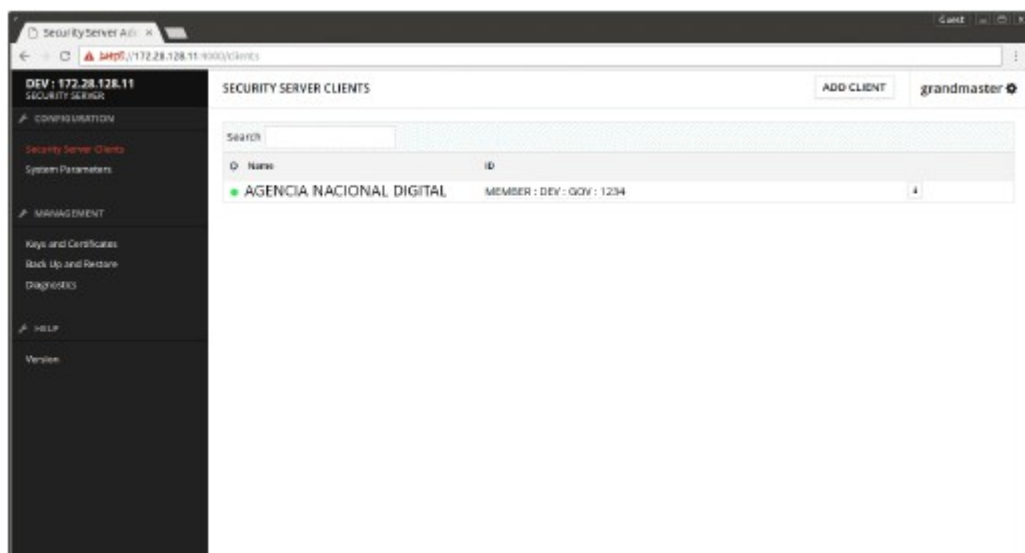 Security Server Ad
Guest
https://172.28.128.11:4000/clients
DEV : 172.28.128.11
SECURITY SERVER
SECURITY SERVER CLIENTS
ADD CLIENT
grandmaster
CONFIGURATION
Security Server Clients
System Parameters
Search
Name ID
AGENCIA NACIONAL DIGITAL MEMBER : DEV : GOV : 1234
MANAGEMENT
Keys and Certificates
Back Up and Restore
Diagnostics
HELP
Version